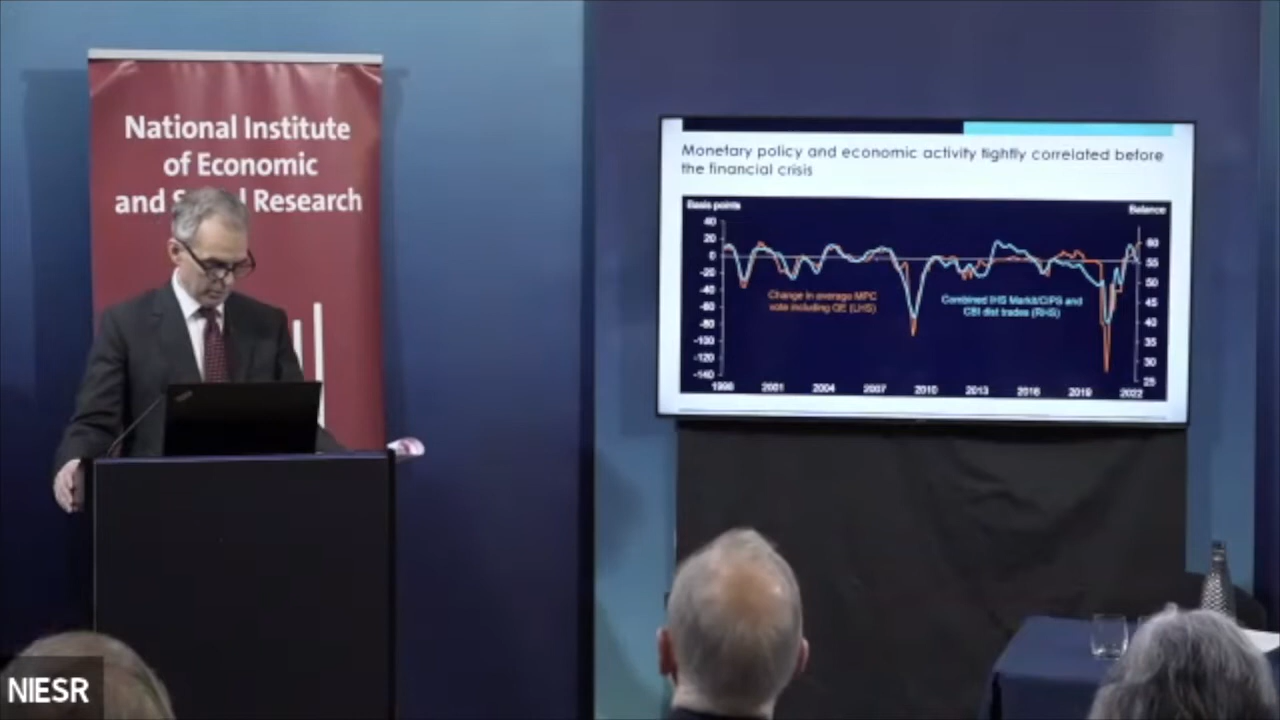 National Institute
of Economic
and Research
Monetary policy and economic activity tightly correlated before
the financial crisis
Basis points
Balance
40
20
0
-20
-40
-60
-80
-100
-120
-140
60
55
50
45
40
35
30
25
Change in average MPC
vote including QE (LHS)
Combined IHS Markit/CIPS and
CBI dist trades (RHS)
1998 2001 2004 2007 2010 2013 2016 2019 2022
NIESR